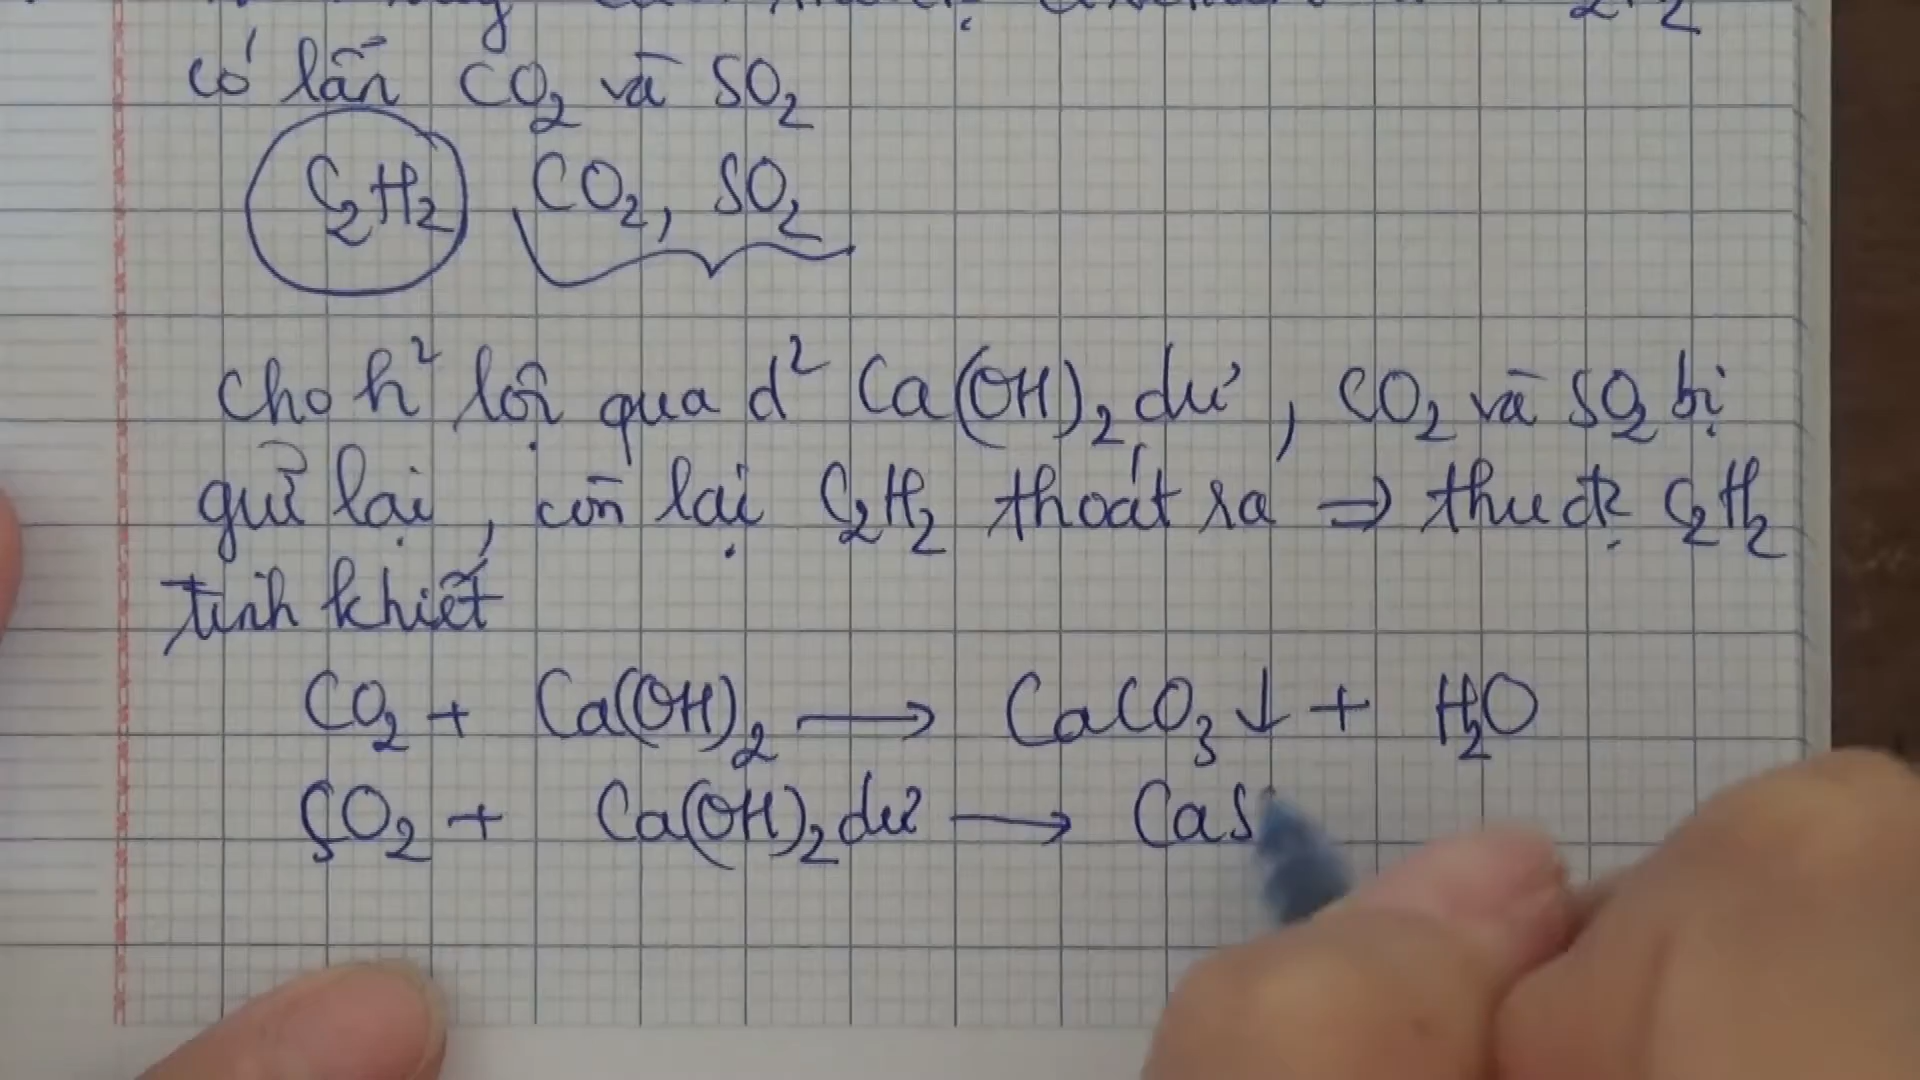 có lẫn CO₂ và SO₂
C₂H₂ CO₂, SO₂
Cho h² lội qua d² Ca(OH)₂ dư, CO₂ và SO₂ bị
giữ lại, còn lại C₂H₂ thoát ra ⇒ thu đc C₂H₂
tinh khiết
CO₂ + Ca(OH)₂ ⟶ CaCO₃↓ + H₂O
SO₂ + Ca(OH)₂ dư ⟶ CaS